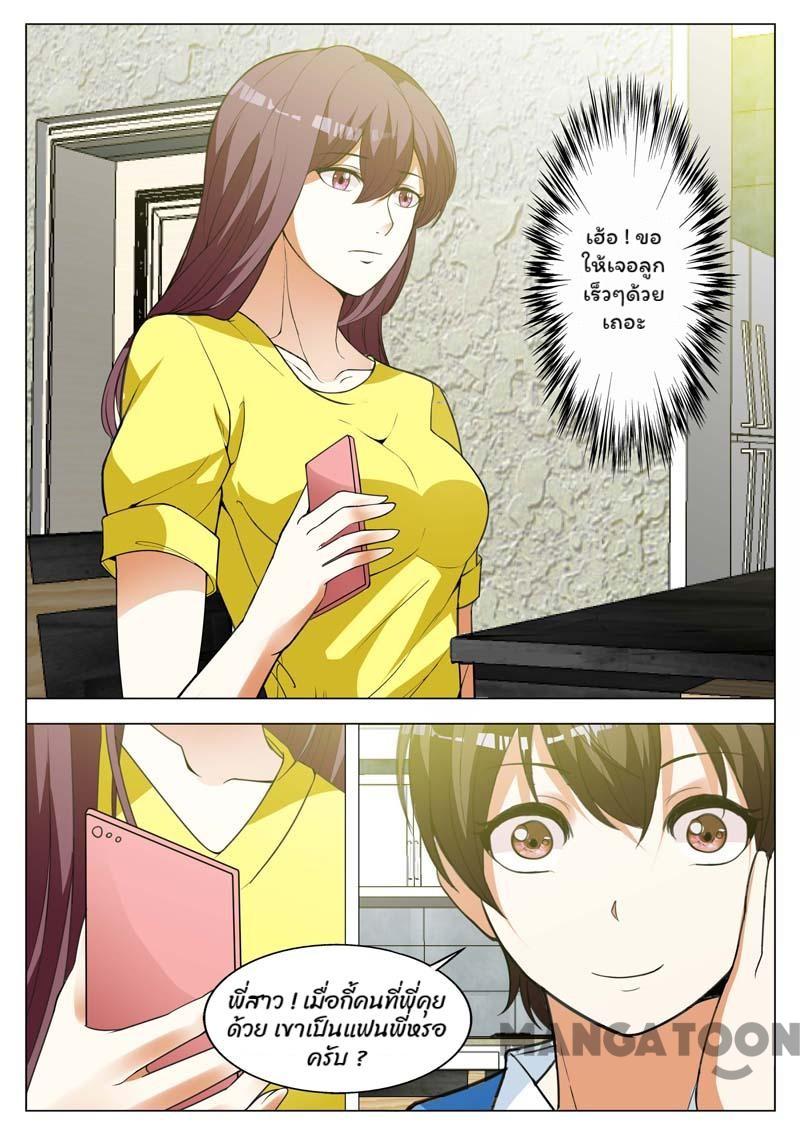 เฮ้อ ! ขอ
ให้เจอลูก
เร็วๆด้วย
เถอะ
พี่สาว ! เมื่อกี้คนที่พี่คุย
ด้วย เขาเป็นแฟนพี่หรอ
ครับ ?
MANGATOON